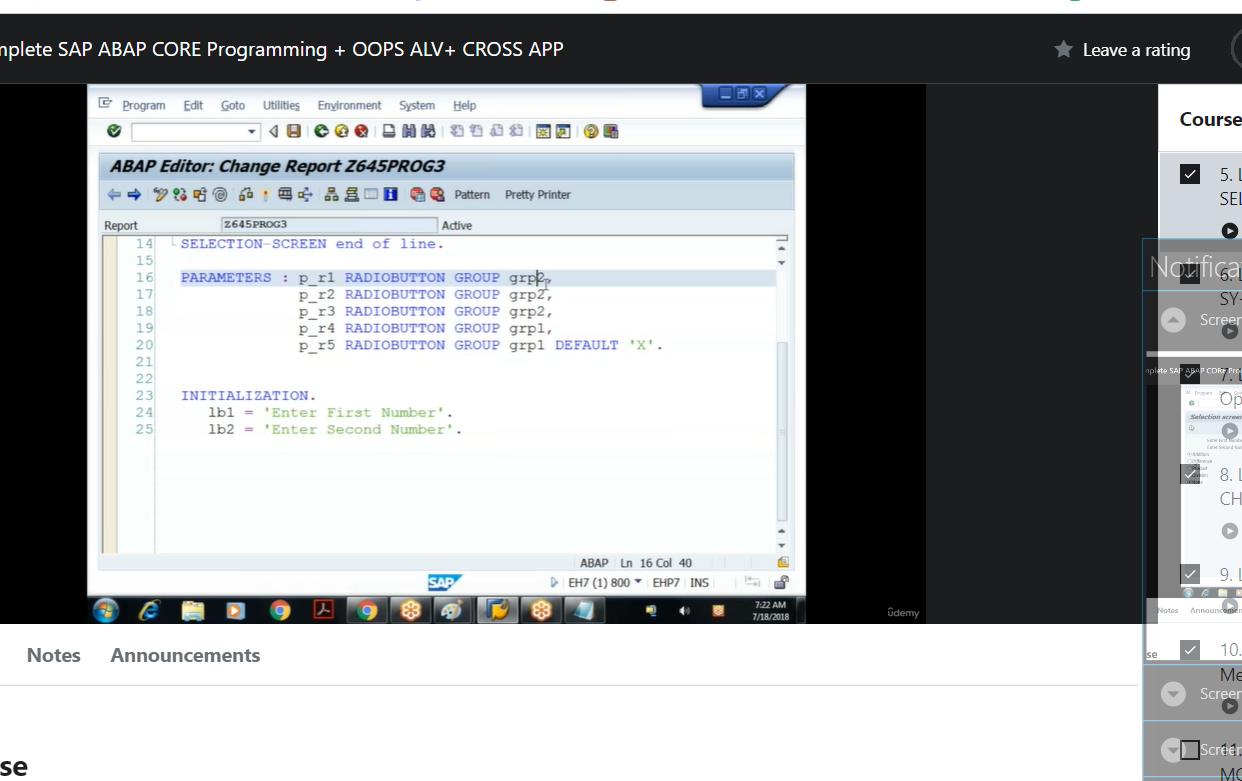 mplete SAP ABAP CORE Programming + OOPS ALV+ CROSS APP
Leave a rating
Program Edit Goto Utilities Environment System Help
ABAP Editor: Change Report Z645PROG3
Pattern Pretty Printer
Report Z645PROG3 Active
14 SELECTION-SCREEN end of line.
15
16 PARAMETERS : p_r1 RADIOBUTTON GROUP grp2,
17 p_r2 RADIOBUTTON GROUP grp2,
18 p_r3 RADIOBUTTON GROUP grp2,
19 p_r4 RADIOBUTTON GROUP grp1,
20 p_r5 RADIOBUTTON GROUP grp1 DEFAULT 'X'.
21
22
23 INITIALIZATION.
24 lb1 = 'Enter First Number'.
25 lb2 = 'Enter Second Number'.
ABAP Ln 16 Col 40
SAP EH7 (1) 800 EHP7 INS
7:22 AM
7/18/2018
ûdemy
Notes Announcements
se
Course
5. L
SEL
Notifica
6. L
SY-
Screen
mplete SAP ABAP CORE Pro
7. L
Op
Selection screen
8. L
CH
9. L
Notes Announcemen
se
10.
Me
Screen
11.
Screen
MO